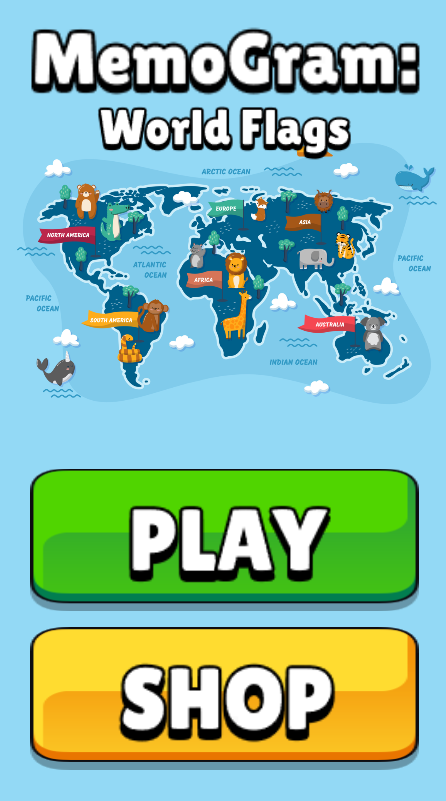 MemoGram:
World Flags
ARCTIC OCEAN
EUROPE
ASIA
NORTH AMERICA
ATLANTIC
OCEAN
PACIFIC
OCEAN
AFRICA
PACIFIC
OCEAN
SOUTH AMERICA
AUSTRALIA
INDIAN OCEAN
PLAY
SHOP